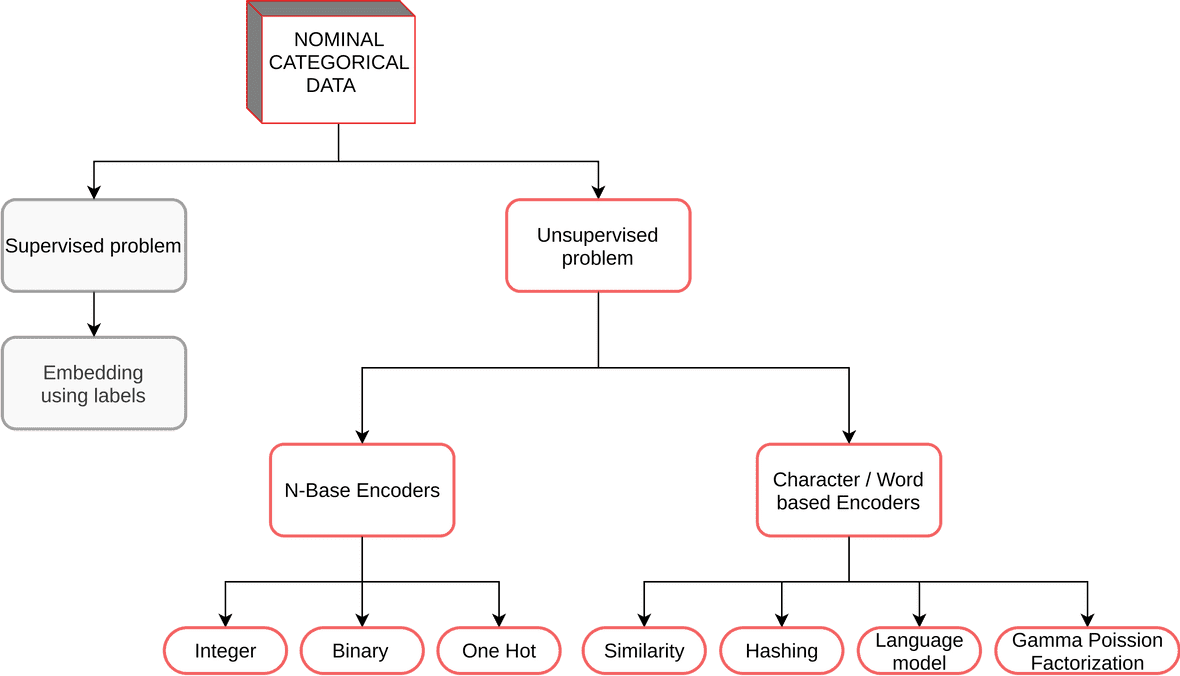 NOMINAL
CATEGORICAL
DATA
Supervised problem
Unsupervised
problem
Embedding
using labels
N-Base Encoders
Character / Word
based Encoders
Integer
Binary
One Hot
Similarity
Hashing
Language
model
Gamma Poission
Factorization